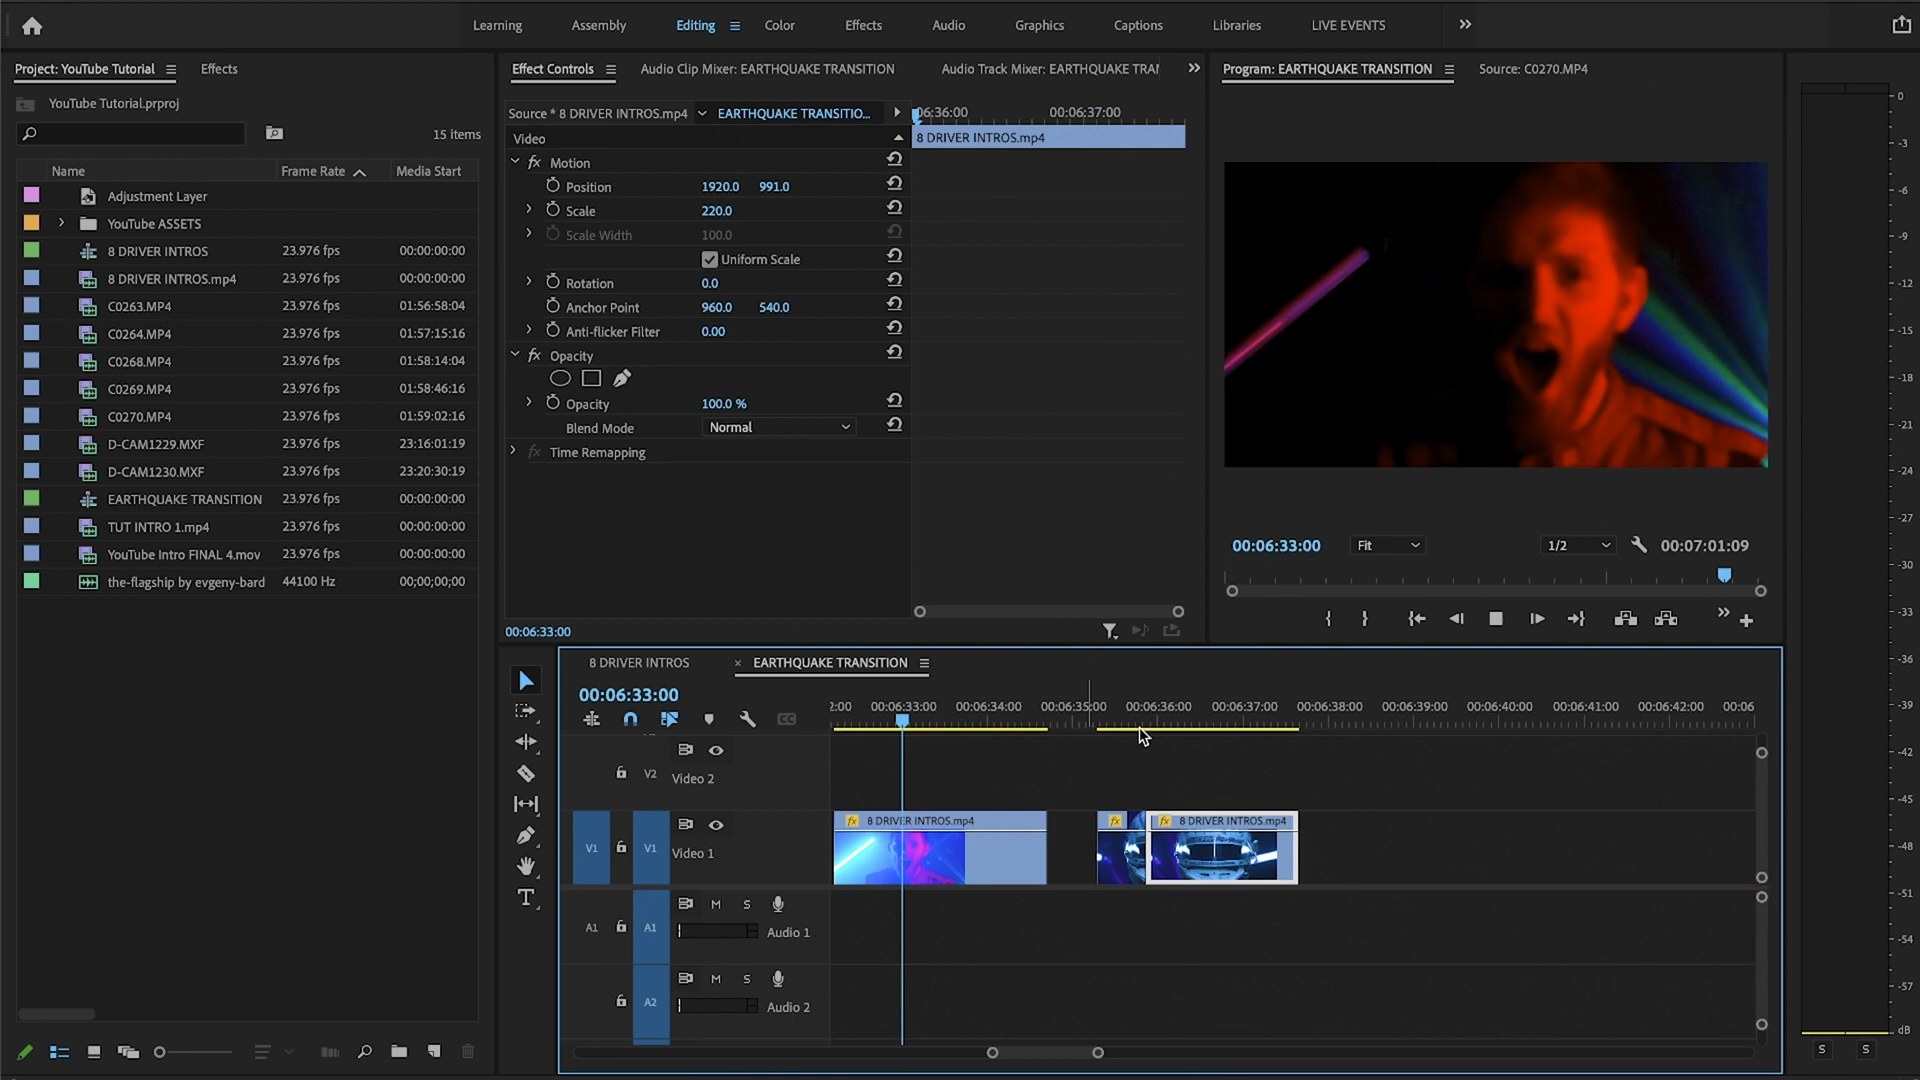 Learning Assembly Editing Color Effects Audio Graphics Captions Libraries LIVE EVENTS
Project: YouTube Tutorial Effects
YouTube Tutorial.prproj
15 items
Name Frame Rate Media Start
Adjustment Layer
YouTube ASSETS
8 DRIVER INTROS 23.976 fps 00:00:00:00
8 DRIVER INTROS.mp4 23.976 fps 00:00:00:00
C0263.MP4 23.976 fps 01:56:58:04
C0264.MP4 23.976 fps 01:57:15:16
C0268.MP4 23.976 fps 01:58:14:04
C0269.MP4 23.976 fps 01:58:46:16
C0270.MP4 23.976 fps 01:59:02:16
D-CAM1229.MXF 23.976 fps 23:16:01:19
D-CAM1230.MXF 23.976 fps 23:20:30:19
EARTHQUAKE TRANSITION 23.976 fps 00:00:00:00
TUT INTRO 1.mp4 23.976 fps 00:00:00:00
YouTube Intro FINAL 4.mov 23.976 fps 00:00:00:00
the-flagship by evgeny-bard 44100 Hz 00;00;00;00
Effect Controls Audio Clip Mixer: EARTHQUAKE TRANSITION Audio Track Mixer: EARTHQUAKE TRAN
Source * 8 DRIVER INTROS.mp4 EARTHQUAKE TRANSITIO... 06:36:00 00:06:37:00
Video 8 DRIVER INTROS.mp4
fx Motion
Position 1920.0 991.0
Scale 220.0
Scale Width 100.0
Uniform Scale
Rotation 0.0
Anchor Point 960.0 540.0
Anti-flicker Filter 0.00
fx Opacity
Opacity 100.0 %
Blend Mode Normal
fx Time Remapping
00:06:33:00
Program: EARTHQUAKE TRANSITION Source: C0270.MP4
00:06:33:00 Fit 1/2 00:07:01:09
8 DRIVER INTROS × EARTHQUAKE TRANSITION
00:06:33:00
2:00 00:06:33:00 00:06:34:00 00:06:35:00 00:06:36:00 00:06:37:00 00:06:38:00 00:06:39:00 00:06:40:00 00:06:41:00 00:06:42:00 00:06
CC
V2 Video 2
fx 8 DRIVER INTROS.mp4 fx fx 8 DRIVER INTROS.mp4
V1 V1 Video 1
M S
A1 A1 Audio 1
M S
A2 Audio 2
T
0
-3
-6
-9
-12
-15
-18
-21
-24
-27
-30
-33
-36
-39
-42
-45
-48
-51
-54
-57
dB
S S